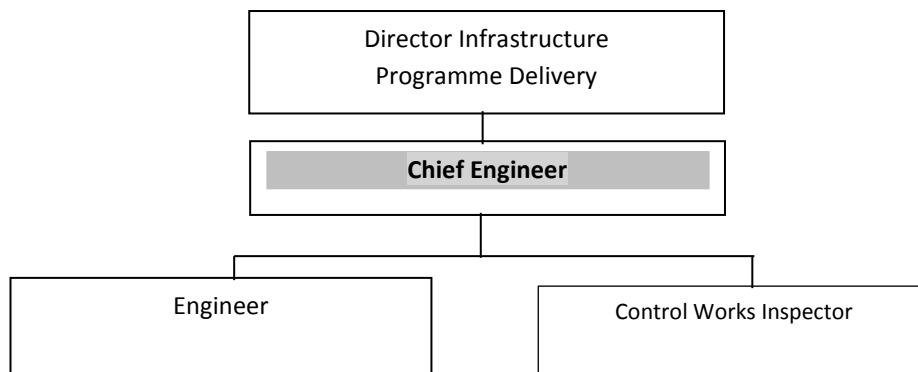 Director Infrastructure
Programme Delivery
Chief Engineer
Engineer
Control Works Inspector